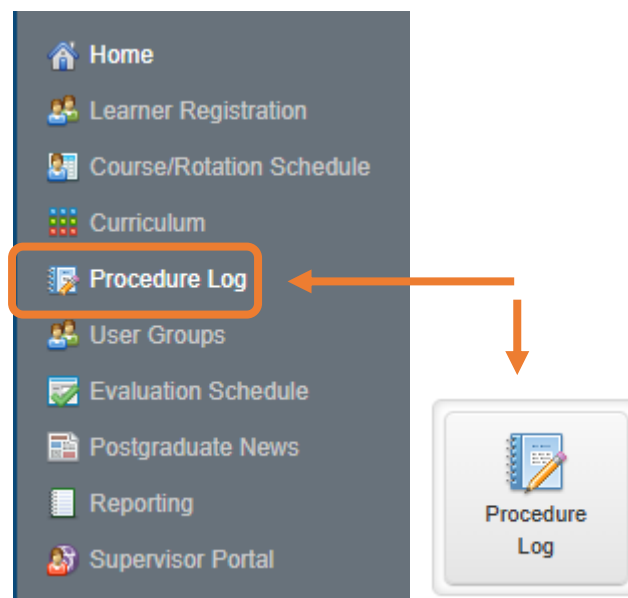 Home
Learner Registration
Course/Rotation Schedule
Curriculum
Procedure Log
User Groups
Evaluation Schedule
Postgraduate News
Reporting
Supervisor Portal
Procedure
Log